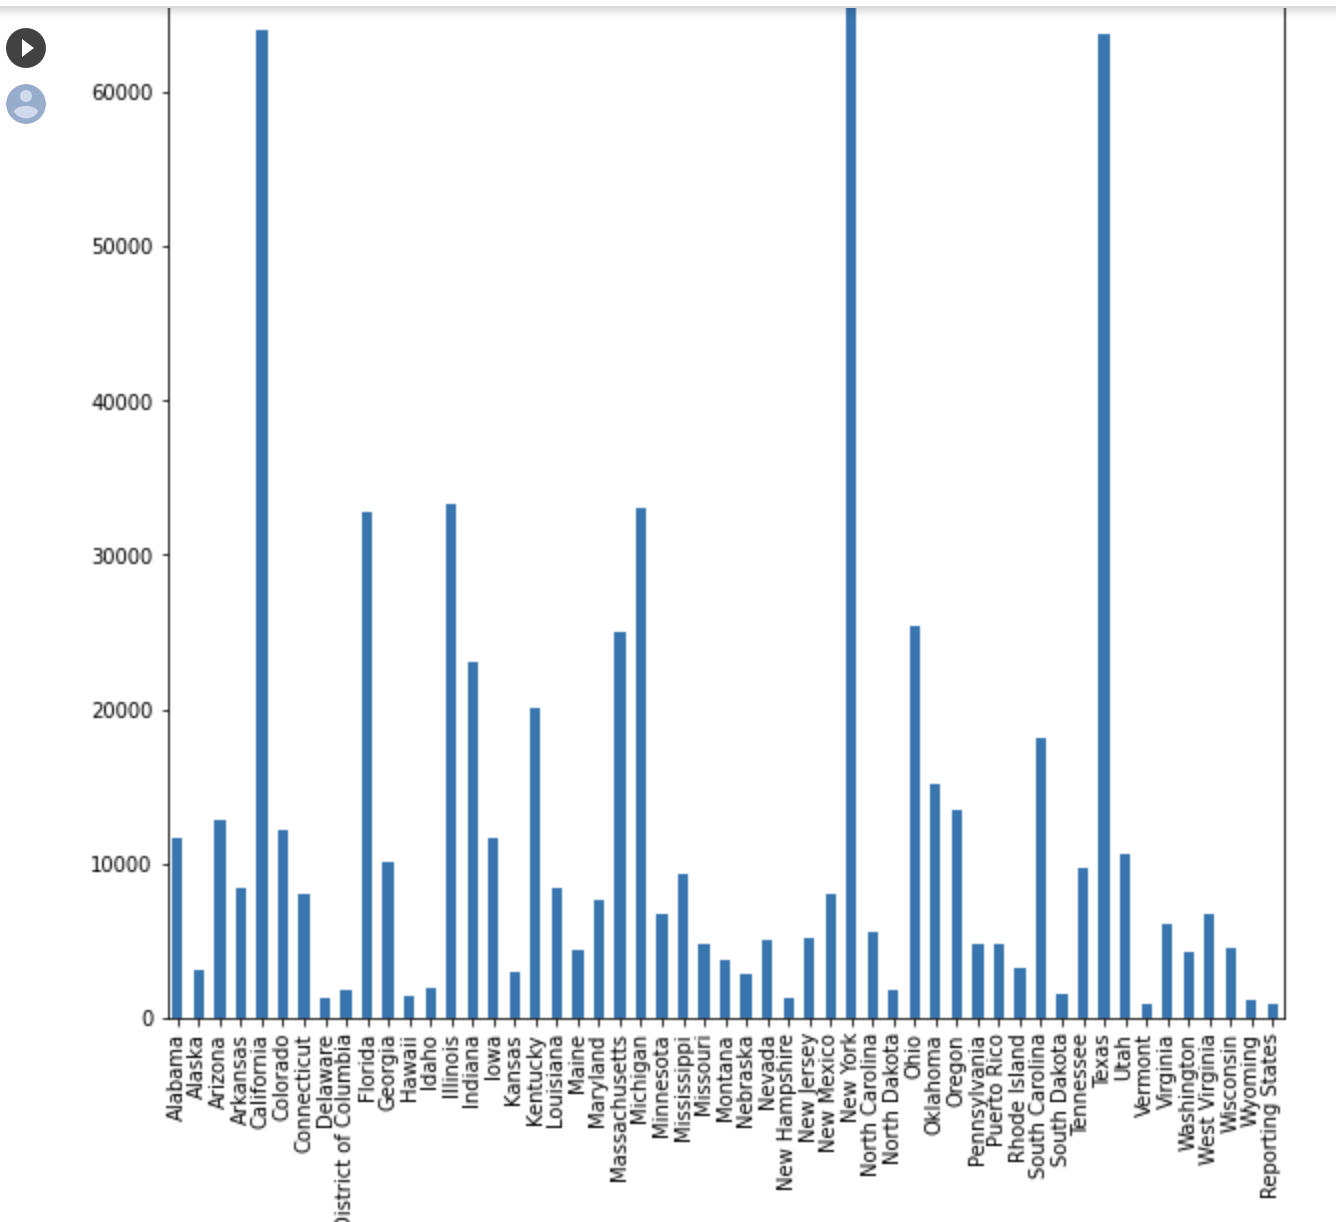 60000
50000
40000
30000
20000
10000
0
Alabama
Alaska
Arizona
Arkansas
California
Colorado
Connecticut
Delaware
District of Columbia
Florida
Georgia
Hawaii
Idaho
Illinois
Indiana
Iowa
Kansas
Kentucky
Louisiana
Maine
Maryland
Massachusetts
Michigan
Minnesota
Mississippi
Missouri
Montana
Nebraska
Nevada
New Hampshire
New Jersey
New Mexico
New York
North Carolina
North Dakota
Ohio
Oklahoma
Oregon
Pennsylvania
Puerto Rico
Rhode Island
South Carolina
South Dakota
Tennessee
Texas
Utah
Vermont
Virginia
Washington
West Virginia
Wisconsin
Wyoming
Reporting States